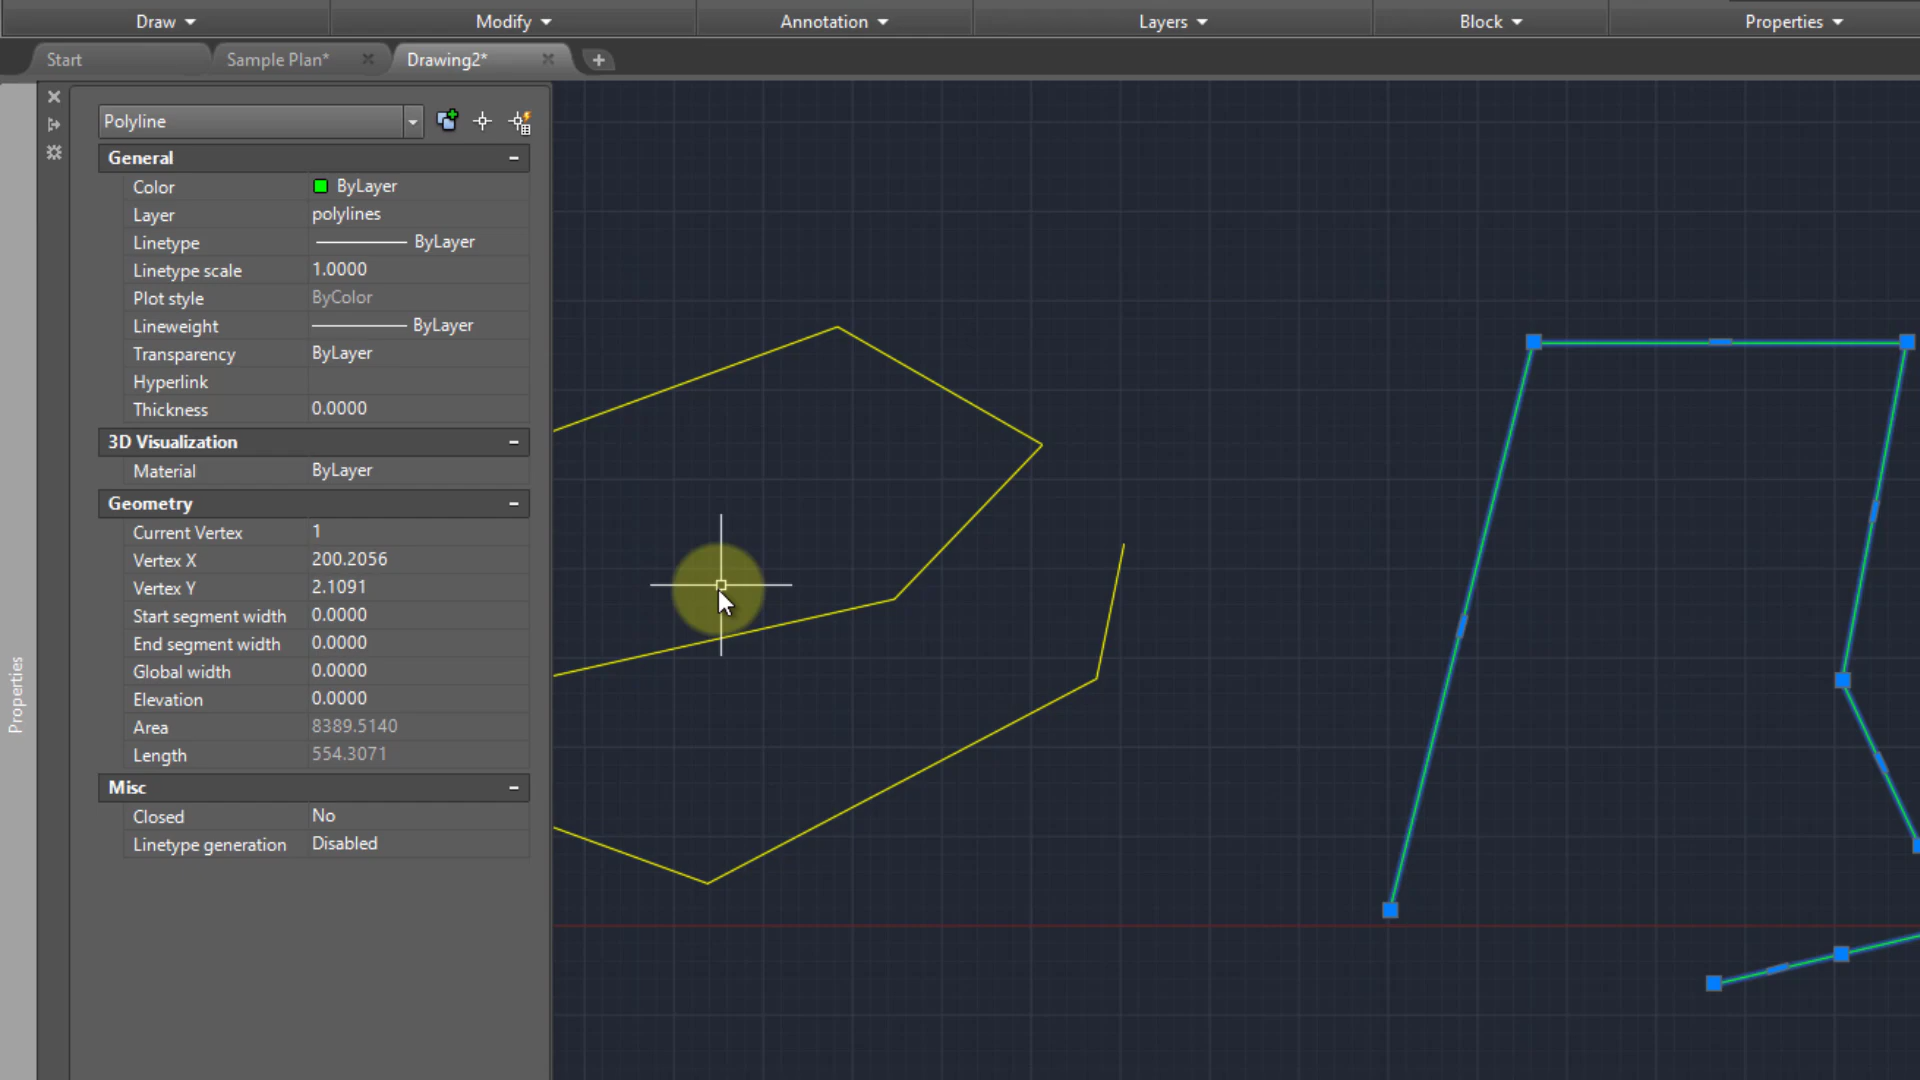 Draw Modify Annotation Layers Block Properties
Start Sample Plan* Drawing2*
Polyline
General
Color ByLayer
Layer polylines
Linetype ByLayer
Linetype scale 1.0000
Plot style ByColor
Lineweight ByLayer
Transparency ByLayer
Hyperlink
Thickness 0.0000
3D Visualization
Material ByLayer
Geometry
Current Vertex 1
Vertex X 200.2056
Vertex Y 2.1091
Start segment width 0.0000
End segment width 0.0000
Global width 0.0000
Elevation 0.0000
Area 8389.5140
Length 554.3071
Misc
Closed No
Linetype generation Disabled
Properties